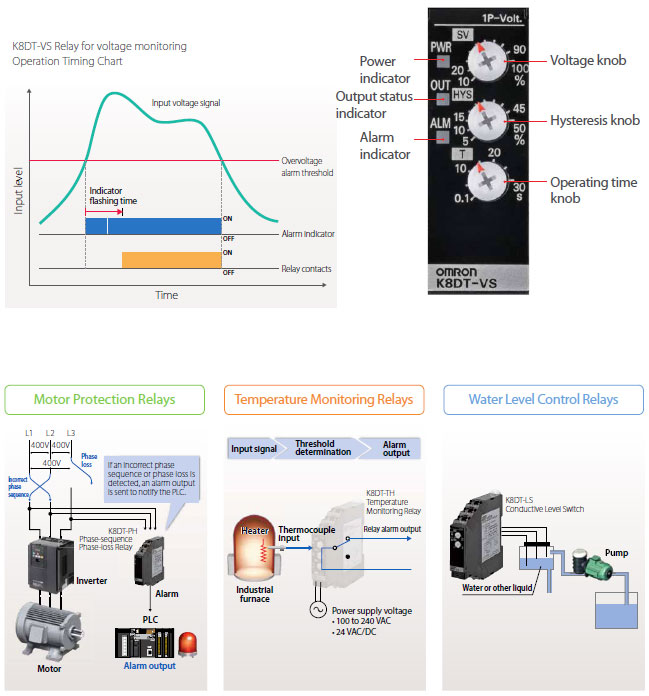 K8DT-VS Relay for voltage monitoring
Operation Timing Chart
Input voltage signal
Overvoltage
alarm threshold
Indicator
flashing time
ON
OFF
Alarm indicator
ON
OFF
Relay contacts
Input level
Time
1P-Volt.
SV
PWR
90
100
%
20
10
OUT
HYS
45
50
%
15
10
5
ALM
T
20
10
30
s
0.1
OMRON
K8DT-VS
Power
indicator
Output status
indicator
Alarm
indicator
Voltage knob
Hysteresis knob
Operating time
knob
Motor Protection Relays
L1 L2 L3
400V 400V
400V
Phase
loss
Incorrect
phase
sequence
If an incorrect phase
sequence or phase loss is
detected, an alarm output
is sent to notify the PLC.
K8DT-PH
Phase-sequence
Phase-loss Relay
Inverter
Alarm
PLC
Motor
Alarm output
Temperature Monitoring Relays
Input signal
Threshold
determination
Alarm
output
K8DT-TH
Temperature
Monitoring Relay
Heater
Thermocouple
Input
Relay alarm output
Industrial
furnace
Power supply voltage
• 100 to 240 VAC
• 24 VAC/DC
Water Level Control Relays
K8DT-LS
Conductive Level Switch
Pump
Water or other liquid